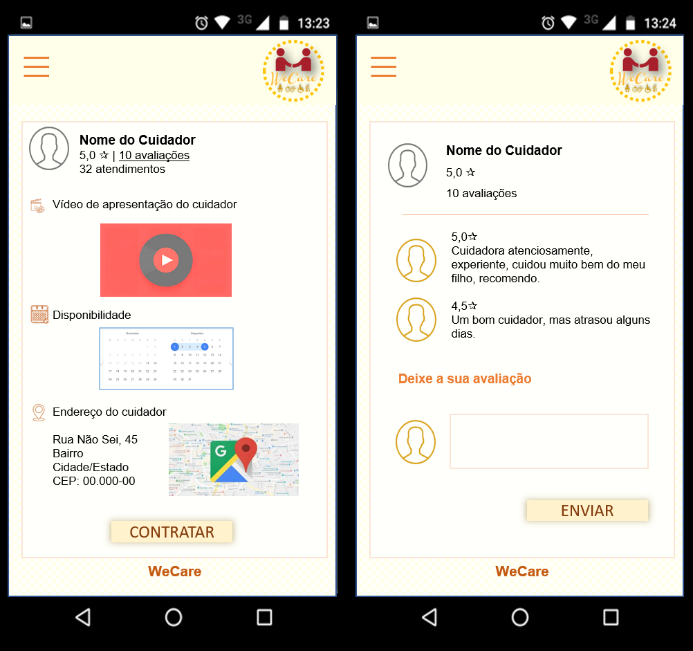 3G 13:23
WeCare
Nome do Cuidador
5,0 ☆ | 10 avaliações
32 atendimentos
Vídeo de apresentação do cuidador
Disponibilidade
Endereço do cuidador
Rua Não Sei, 45
Bairro
Cidade/Estado
CEP: 00.000-00
G
CONTRATAR
WeCare
3G 13:24
WeCare
Nome do Cuidador
5,0 ☆
10 avaliações
5,0☆
Cuidadora atenciosamente,
experiente, cuidou muito bem do meu
filho, recomendo.
4,5☆
Um bom cuidador, mas atrasou alguns
dias.
Deixe a sua avaliação
ENVIAR
WeCare